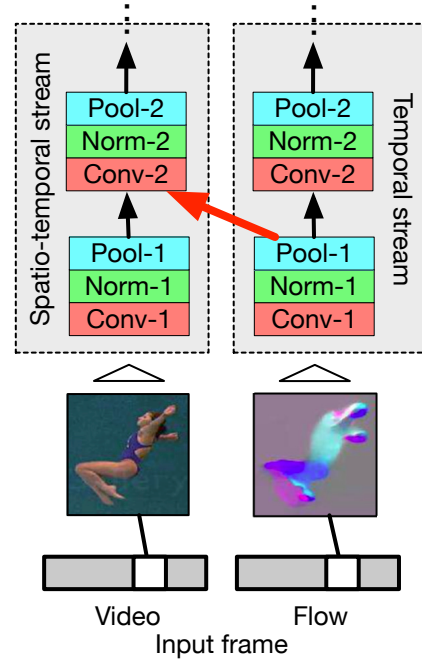 Spatio-temporal stream
Pool-2
Norm-2
Conv-2
Pool-1
Norm-1
Conv-1
Pool-2
Norm-2
Conv-2
Pool-1
Norm-1
Conv-1
Temporal stream
Video
Flow
Input frame